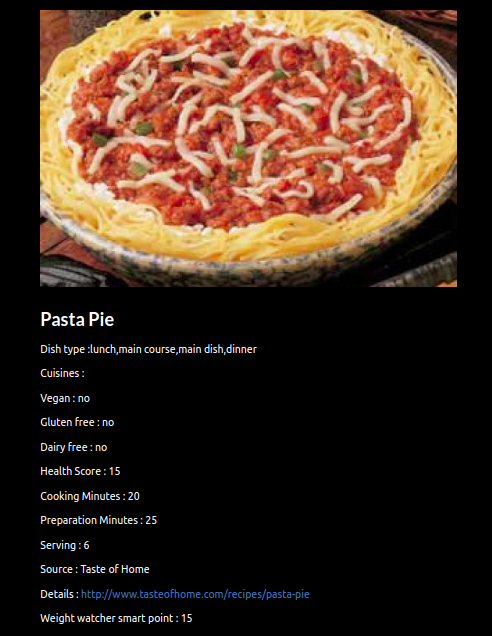 Pasta Pie
Dish type :lunch,main course,main dish,dinner
Cuisines :
Vegan : no
Gluten free : no
Dairy free : no
Health Score : 15
Cooking Minutes : 20
Preparation Minutes : 25
Serving : 6
Source : Taste of Home
Details : http://www.tasteofhome.com/recipes/pasta-pie
Weight watcher smart point : 15